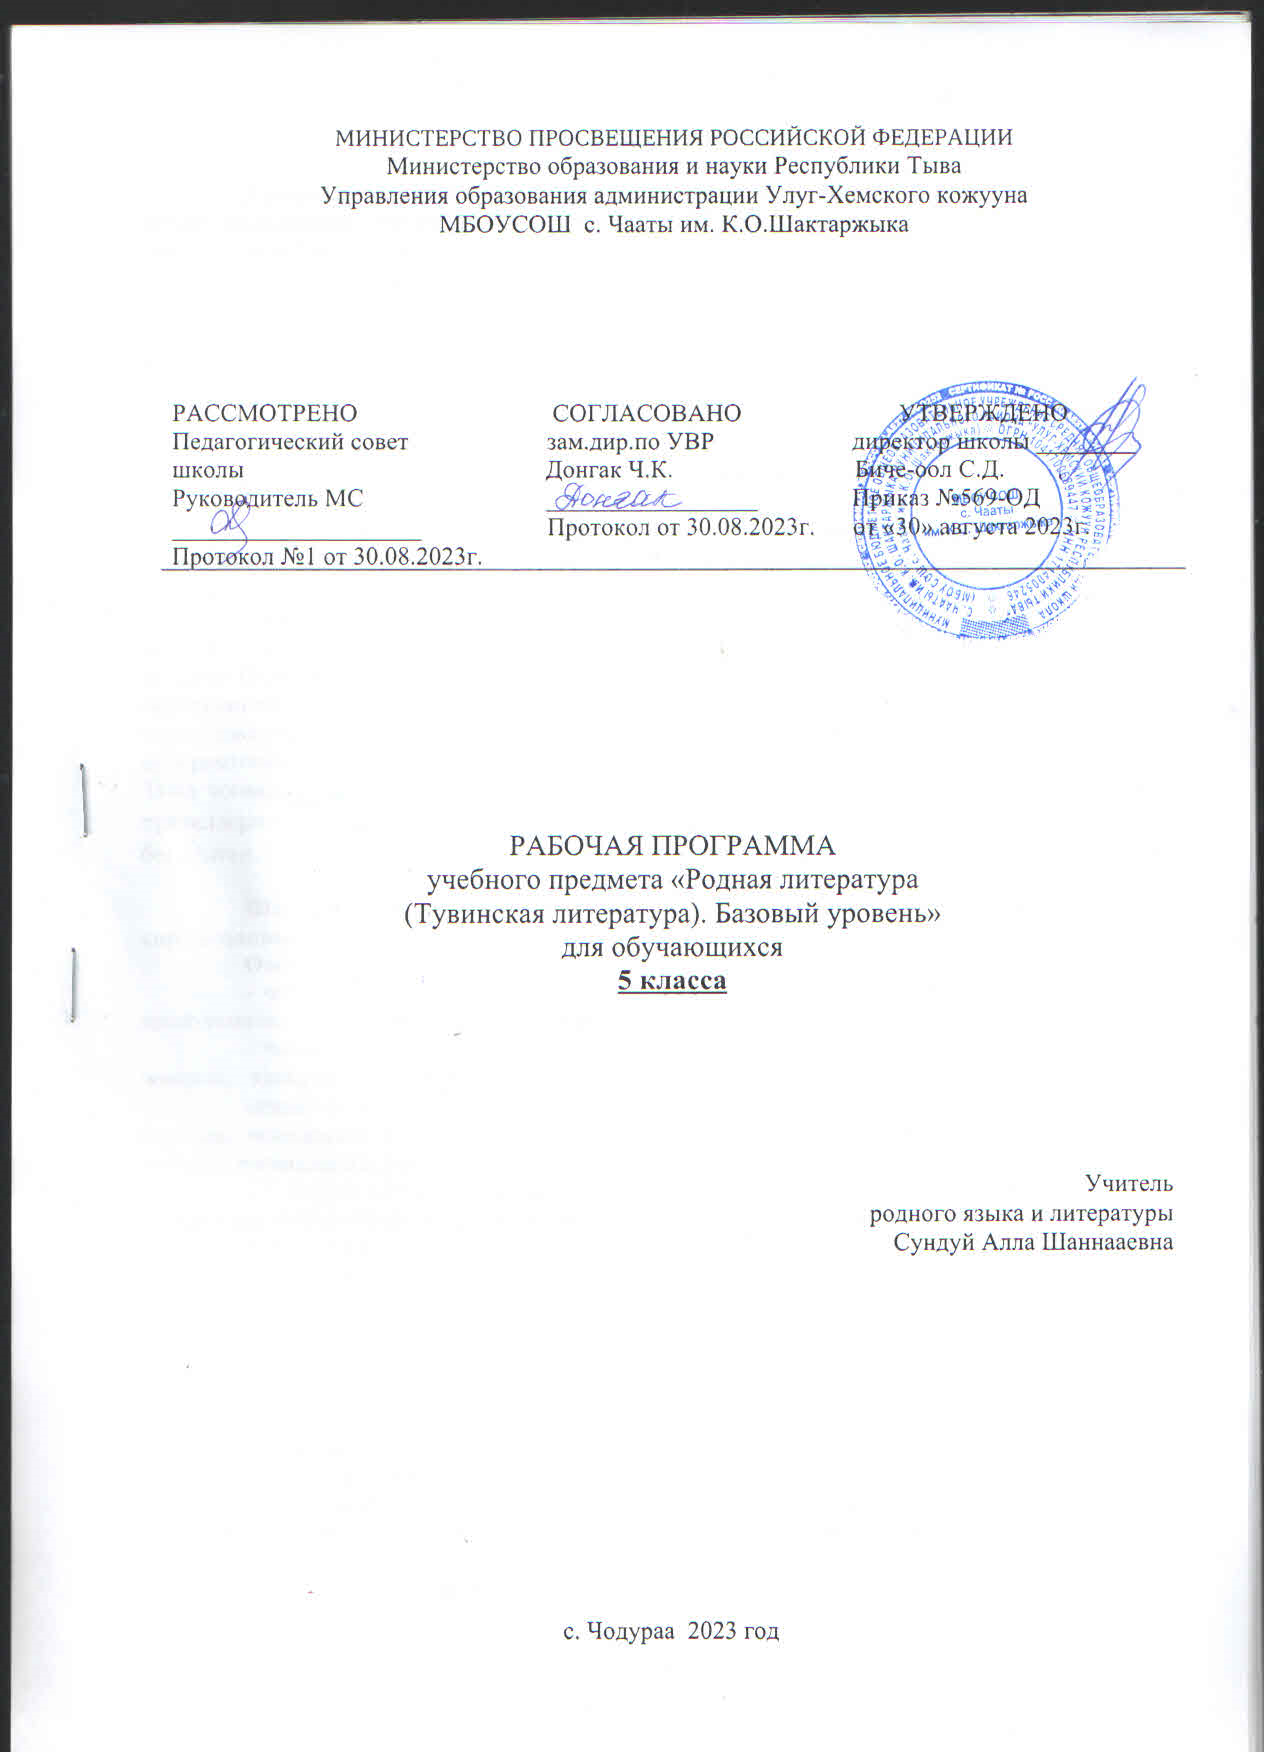 МИНИСТЕРСТВО ПРОСВЕЩЕНИЯ РОССИЙСКОЙ ФЕДЕРАЦИИ
Министерство образования и науки Республики Тыва
Управления образования администрации Улуг-Хемского кожууна
МБОУСОШ с. Чааты им. К.О.Шактаржыка
РАССМОТРЕНО
Педагогический совет
школы
Руководитель МС
Протокол №1 от 30.08.2023г.
СОГЛАСОВАНО
зам.дир.по УВР
Донгак Ч.К.
Донгак
Протокол от 30.08.2023г.
УТВЕРЖДЕНО
директор школы
Биче-оол С.Д.
Приказ №569-ОД
от «30» августа 2023г.
с. Чааты
РАБОЧАЯ ПРОГРАММА
учебного предмета «Родная литература
(Тувинская литература). Базовый уровень»
для обучающихся
5 класса
Учитель
родного языка и литературы
Сундуй Алла Шаннааевна
с. Чодураа 2023 год